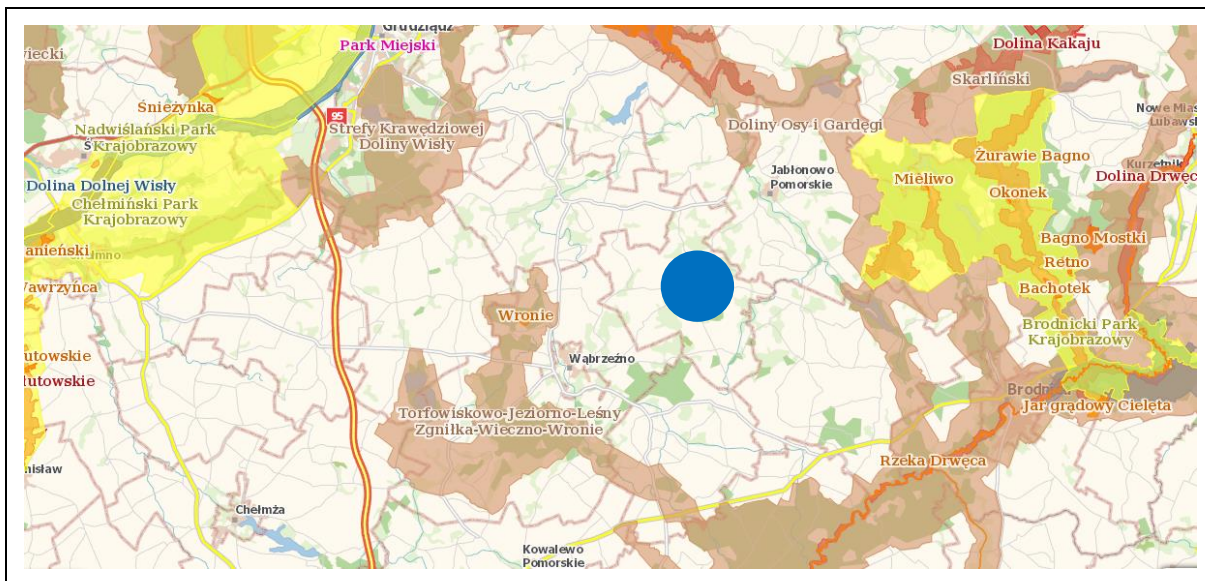 Grudziądz
Park Miejski
Dolina Kakaju
Skarliński
Śnieżynka
95
Nadwiślański Park
Krajobrazowy
Strefy Krawędziowej
Doliny Wisły
Doliny Osy i Gardęgi
Żurawie Bagno
Jabłonowo
Pomorskie
Mieliwo
Okonek
Dolina Dolnej Wisły
Chełmiński Park
Krajobrazowy
Bagno Mostki
Retno
Bachotek
Wronie
Brodnicki Park
Krajobrazowy
Wąbrzeźno
Torfowiskowo-Jeziorno-Leśny
Zgniłka-Wieczno-Wronie
Jar grądowy Cielęta
Rzeka Drwęca
Chełmża
Kowalewo
Pomorskie